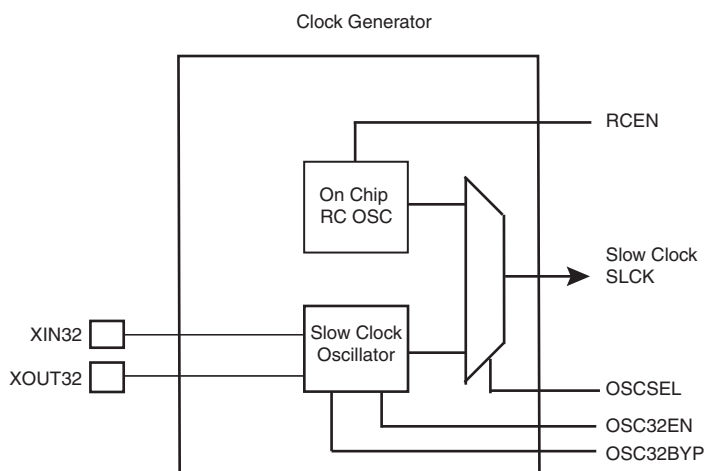 Clock Generator
RCEN
On Chip
RC OSC
Slow Clock
SLCK
XIN32
Slow Clock
Oscillator
XOUT32
OSCSEL
OSC32EN
OSC32BYP